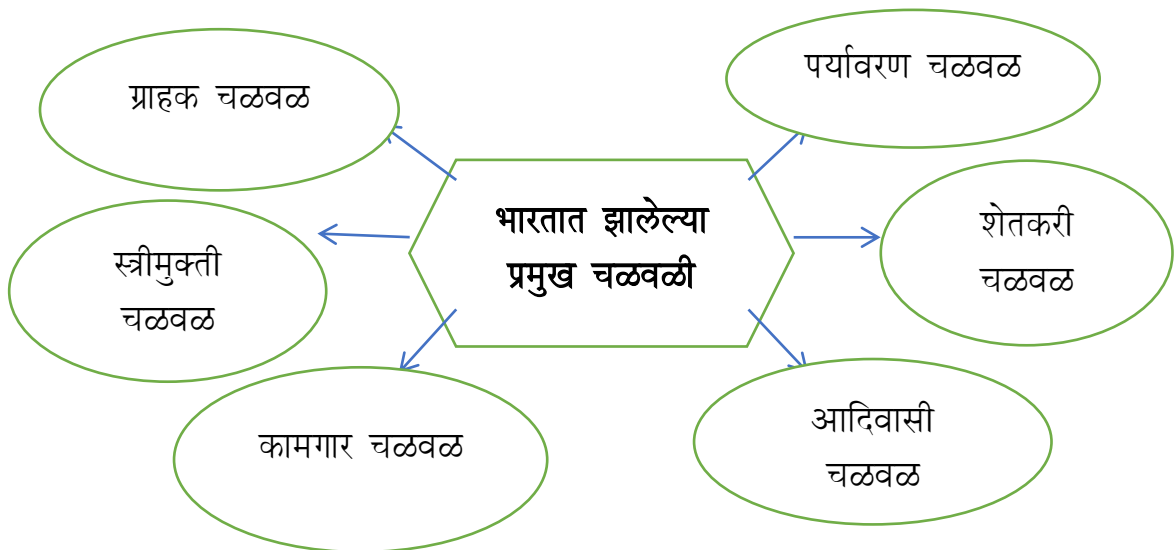 ग्राहक चळवळ
पर्यावरण चळवळ
भारतात झालेल्या
प्रमुख चळवळी
स्त्रीमुक्ती
चळवळ
शेतकरी
चळवळ
कामगार चळवळ
आदिवासी
चळवळ